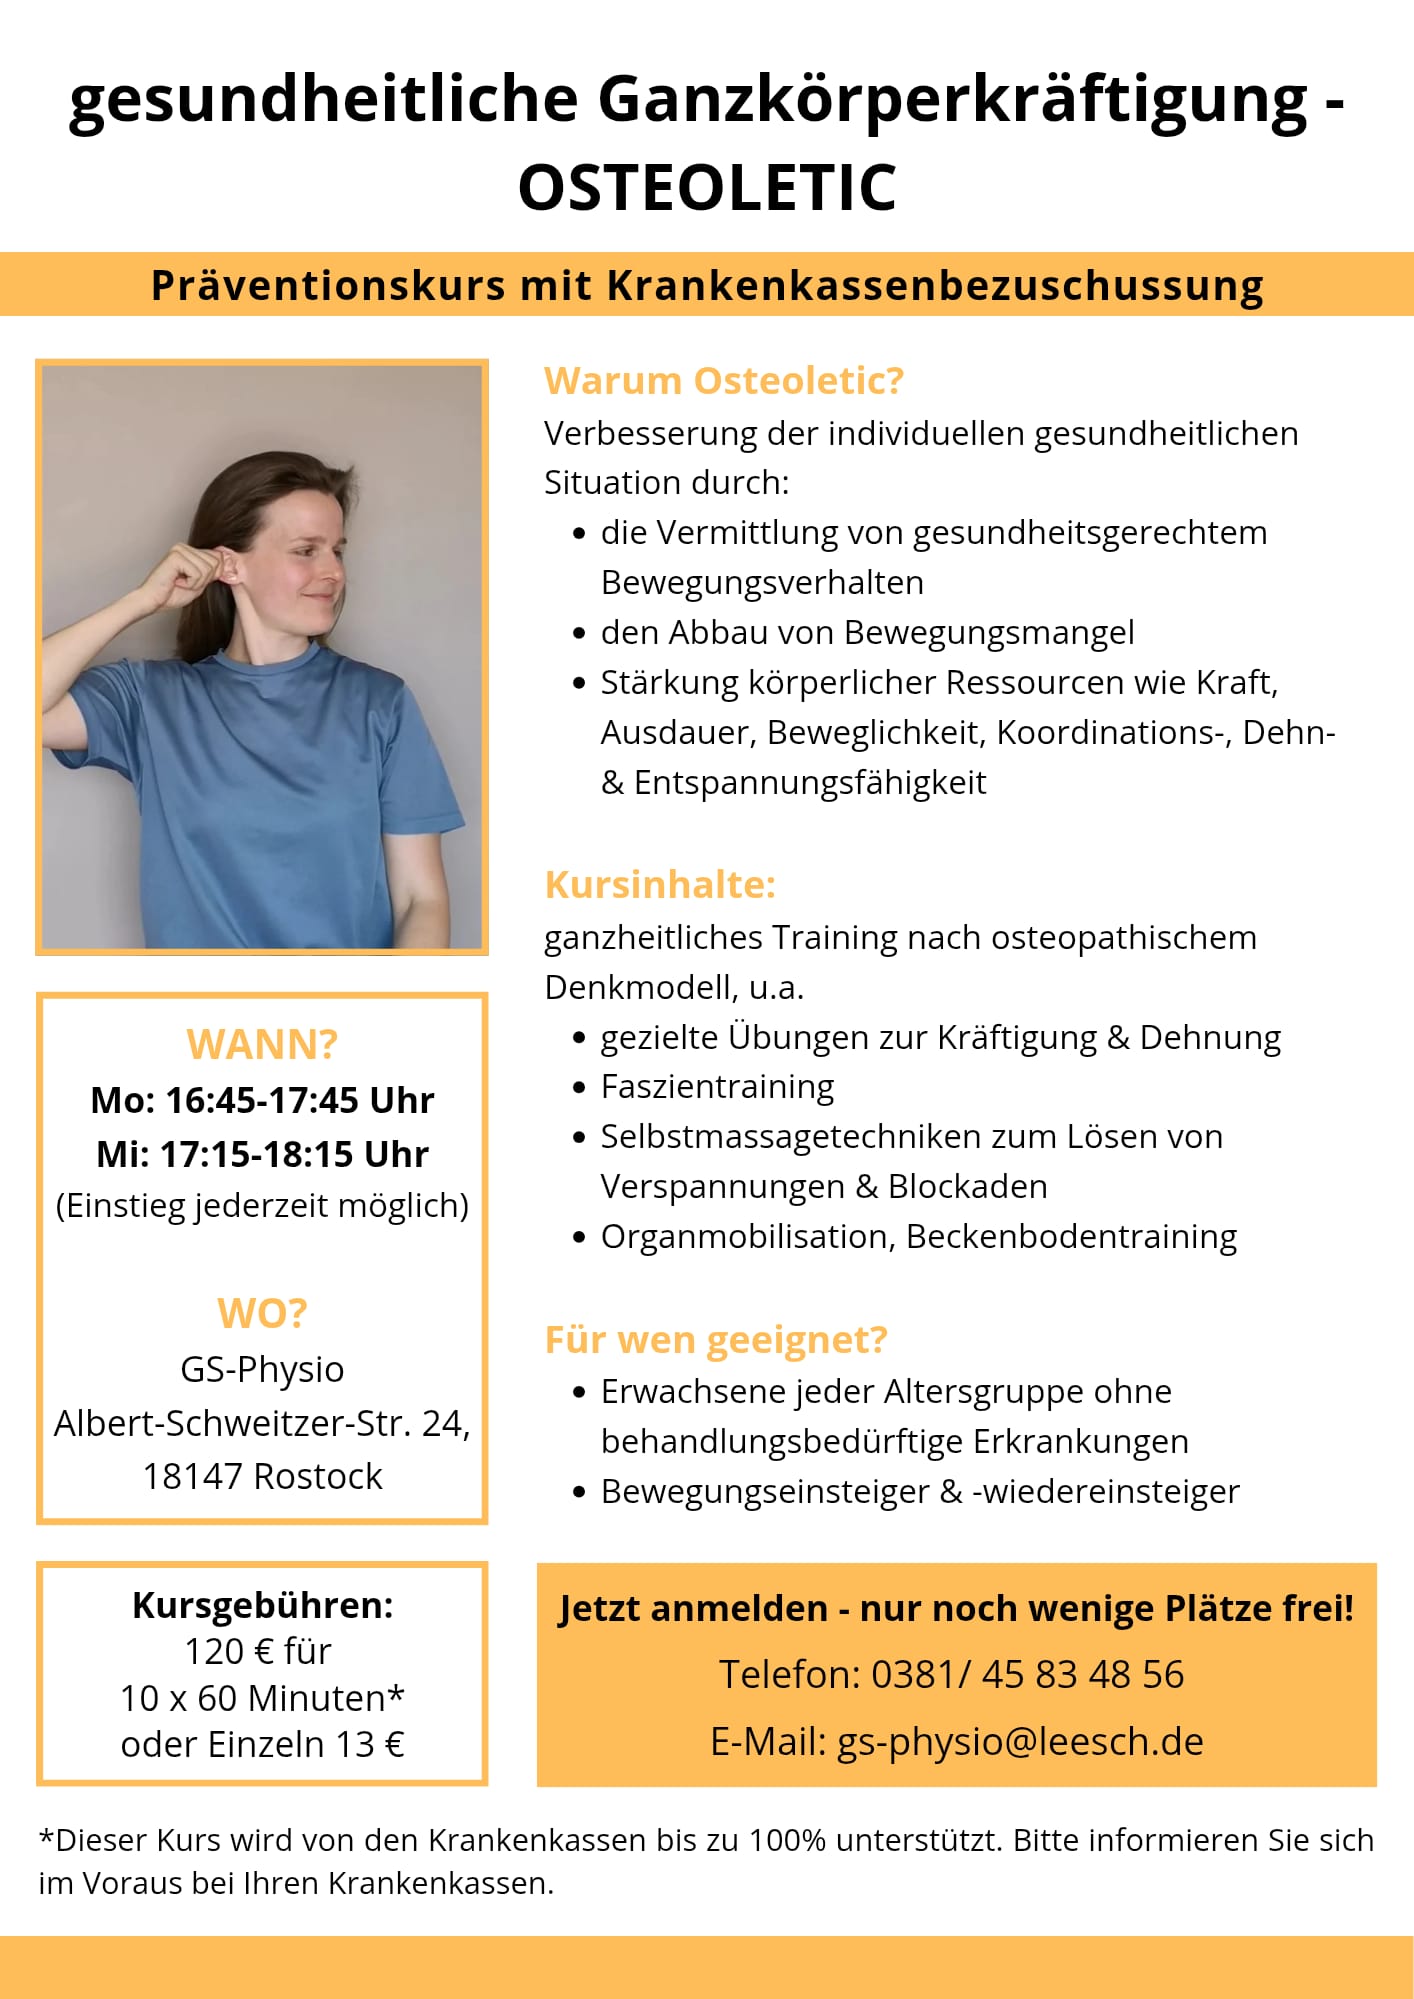 gesundheitliche Ganzkörperkräftigung -
OSTEOLETIC
Präventionskurs mit Krankenkassenbezuschussung
Warum Osteoletic?
Verbesserung der individuellen gesundheitlichen
Situation durch:
• die Vermittlung von gesundheitsgerechtem
Bewegungsverhalten
• den Abbau von Bewegungsmangel
• Stärkung körperlicher Ressourcen wie Kraft,
Ausdauer, Beweglichkeit, Koordinations-, Dehn-
& Entspannungsfähigkeit
Kursinhalte:
ganzheitliches Training nach osteopathischem
Denkmodell, u.a.
• gezielte Übungen zur Kräftigung & Dehnung
• Faszientraining
• Selbstmassagetechniken zum Lösen von
Verspannungen & Blockaden
• Organmobilisation, Beckenbodentraining
Für wen geeignet?
• Erwachsene jeder Altersgruppe ohne
behandlungsbedürftige Erkrankungen
• Bewegungseinsteiger & -wiedereinsteiger
WANN?
Mo: 16:45-17:45 Uhr
Mi: 17:15-18:15 Uhr
(Einstieg jederzeit möglich)
WO?
GS-Physio
Albert-Schweitzer-Str. 24,
18147 Rostock
Kursgebühren:
120 € für
10 x 60 Minuten*
oder Einzeln 13 €
Jetzt anmelden - nur noch wenige Plätze frei!
Telefon: 0381/ 45 83 48 56
E-Mail: gs-physio@leesch.de
*Dieser Kurs wird von den Krankenkassen bis zu 100% unterstützt. Bitte informieren Sie sich
im Voraus bei Ihren Krankenkassen.